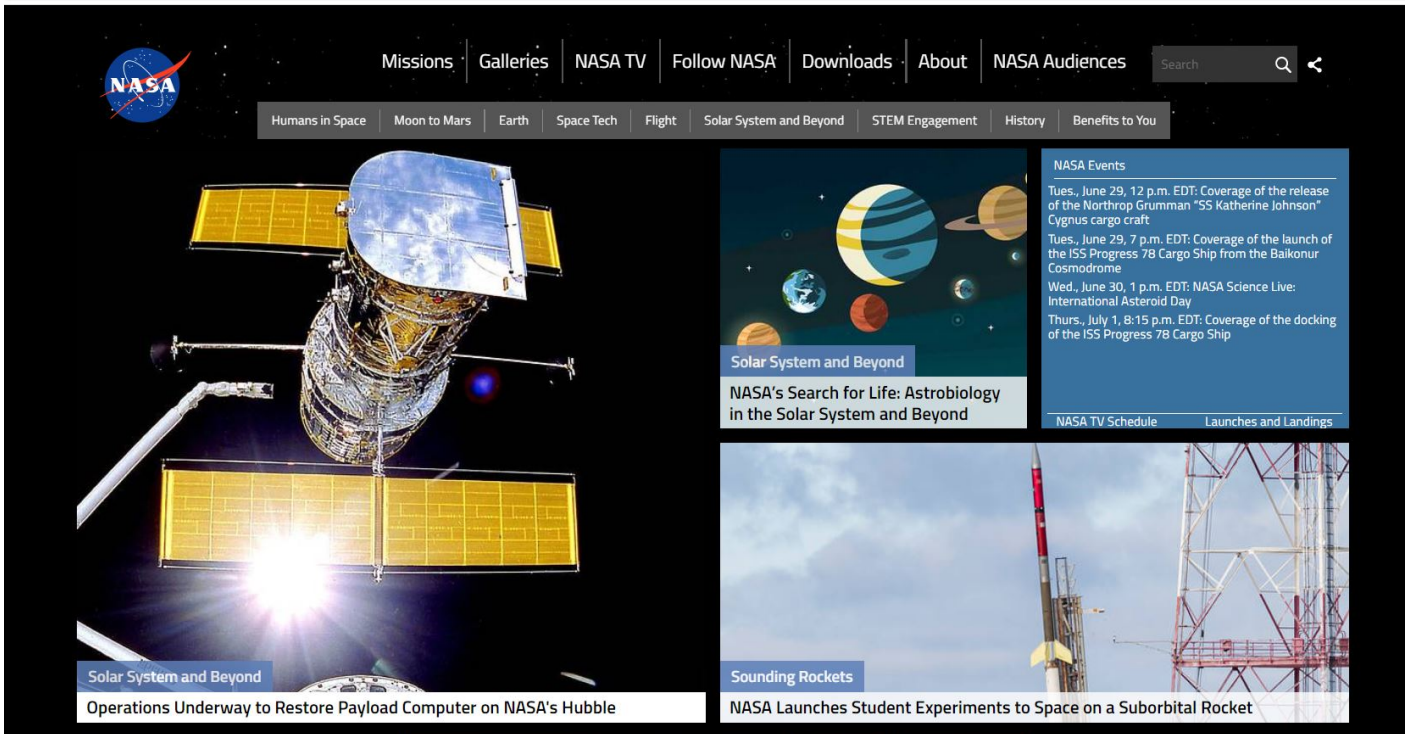 NASA
Missions
Galleries
NASA TV
Follow NASA
Downloads
About
NASA Audiences
Search
Humans in Space
Moon to Mars
Earth
Space Tech
Flight
Solar System and Beyond
STEM Engagement
History
Benefits to You
Solar System and Beyond
Operations Underway to Restore Payload Computer on NASA's Hubble
Solar System and Beyond
NASA's Search for Life: Astrobiology
in the Solar System and Beyond
NASA Events
Tues., June 29, 12 p.m. EDT: Coverage of the release
of the Northrop Grumman “SS Katherine Johnson”
Cygnus cargo craft
Tues., June 29, 7 p.m. EDT: Coverage of the launch of
the ISS Progress 78 Cargo Ship from the Baikonur
Cosmodrome
Wed., June 30, 1 p.m. EDT: NASA Science Live:
International Asteroid Day
Thurs., July 1, 8:15 p.m. EDT: Coverage of the docking
of the ISS Progress 78 Cargo Ship
NASA TV Schedule
Launches and Landings
Sounding Rockets
NASA Launches Student Experiments to Space on a Suborbital Rocket